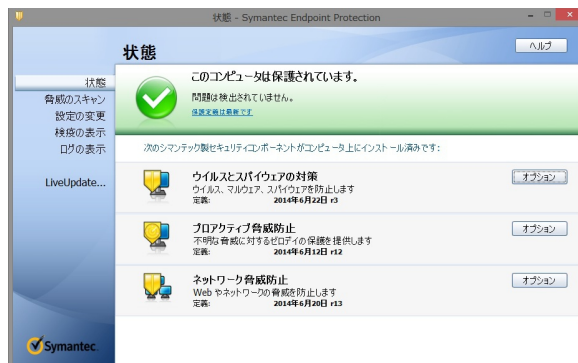 状態 - Symantec Endpoint Protection
状態
ヘルプ
状態
脅威のスキャン
設定の変更
検疫の表示
ログの表示
LiveUpdate...
このコンピュータは保護されています。
問題は検出されていません。
保護定義は最新です
次のシマンテック製セキュリティコンポーネントがコンピュータ上にインストール済みです:
ウイルスとスパイウェアの対策
ウイルス、マルウェア、スパイウェアを防止します
定義: 2014年6月22日 r3
オプション
プロアクティブ脅威防止
不明な脅威に対するゼロデイの保護を提供します
定義: 2014年6月12日 r12
オプション
ネットワーク脅威防止
Web やネットワークの脅威を防止します
定義: 2014年6月20日 r13
オプション
Symantec.